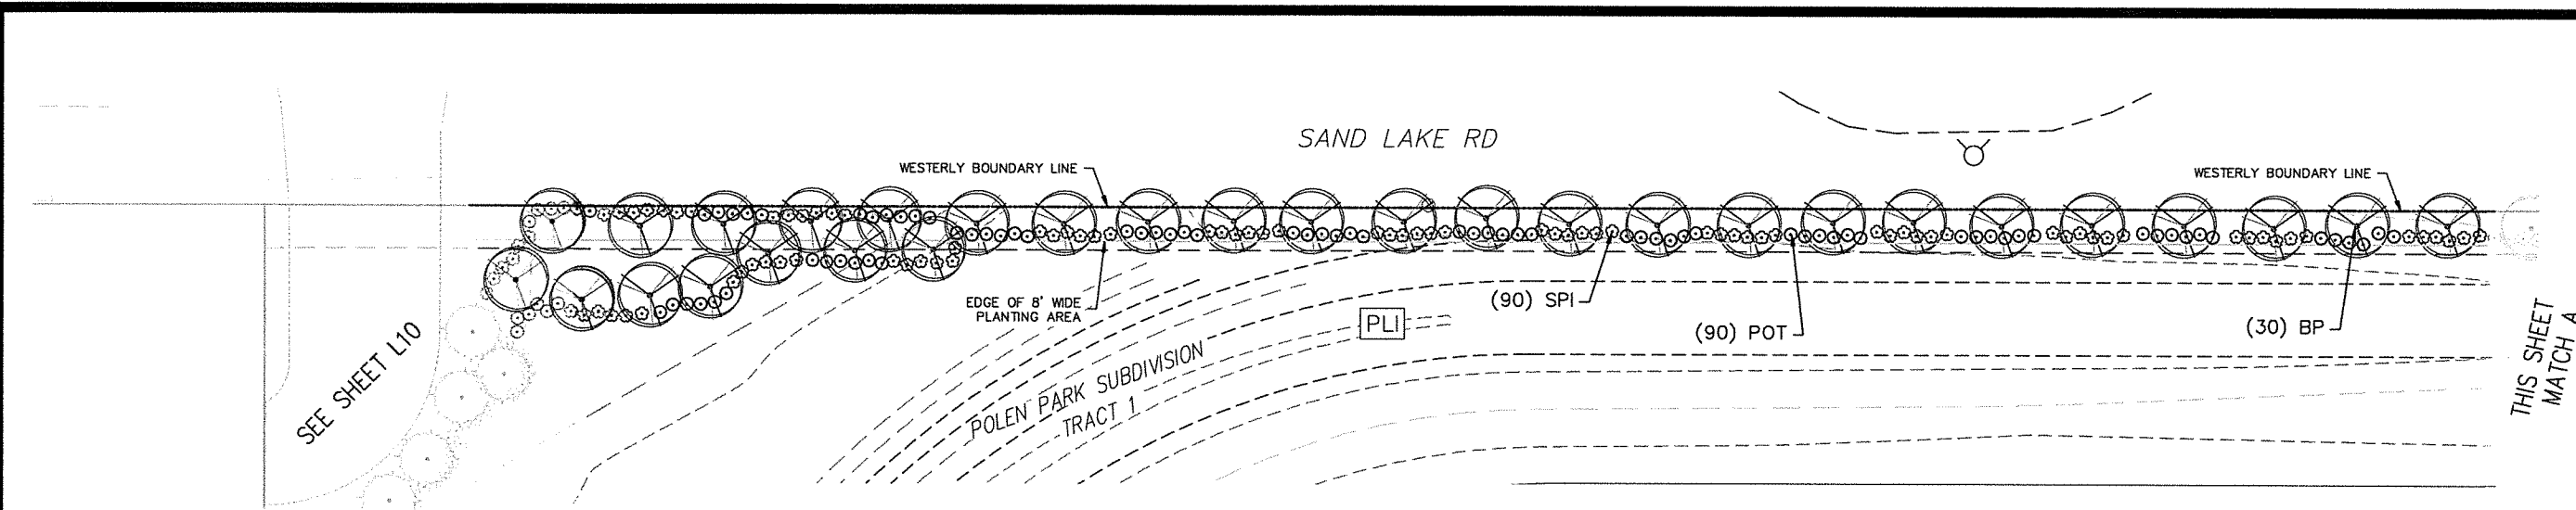 SAND LAKE RD
WESTERLY BOUNDARY LINE
WESTERLY BOUNDARY LINE
EDGE OF 8' WIDE
PLANTING AREA
(90) SPI
(90) POT
(30) BP
PLI
POLEN PARK SUBDIVISION
TRACT 1
SEE SHEET L10
THIS SHEET
MATCH A